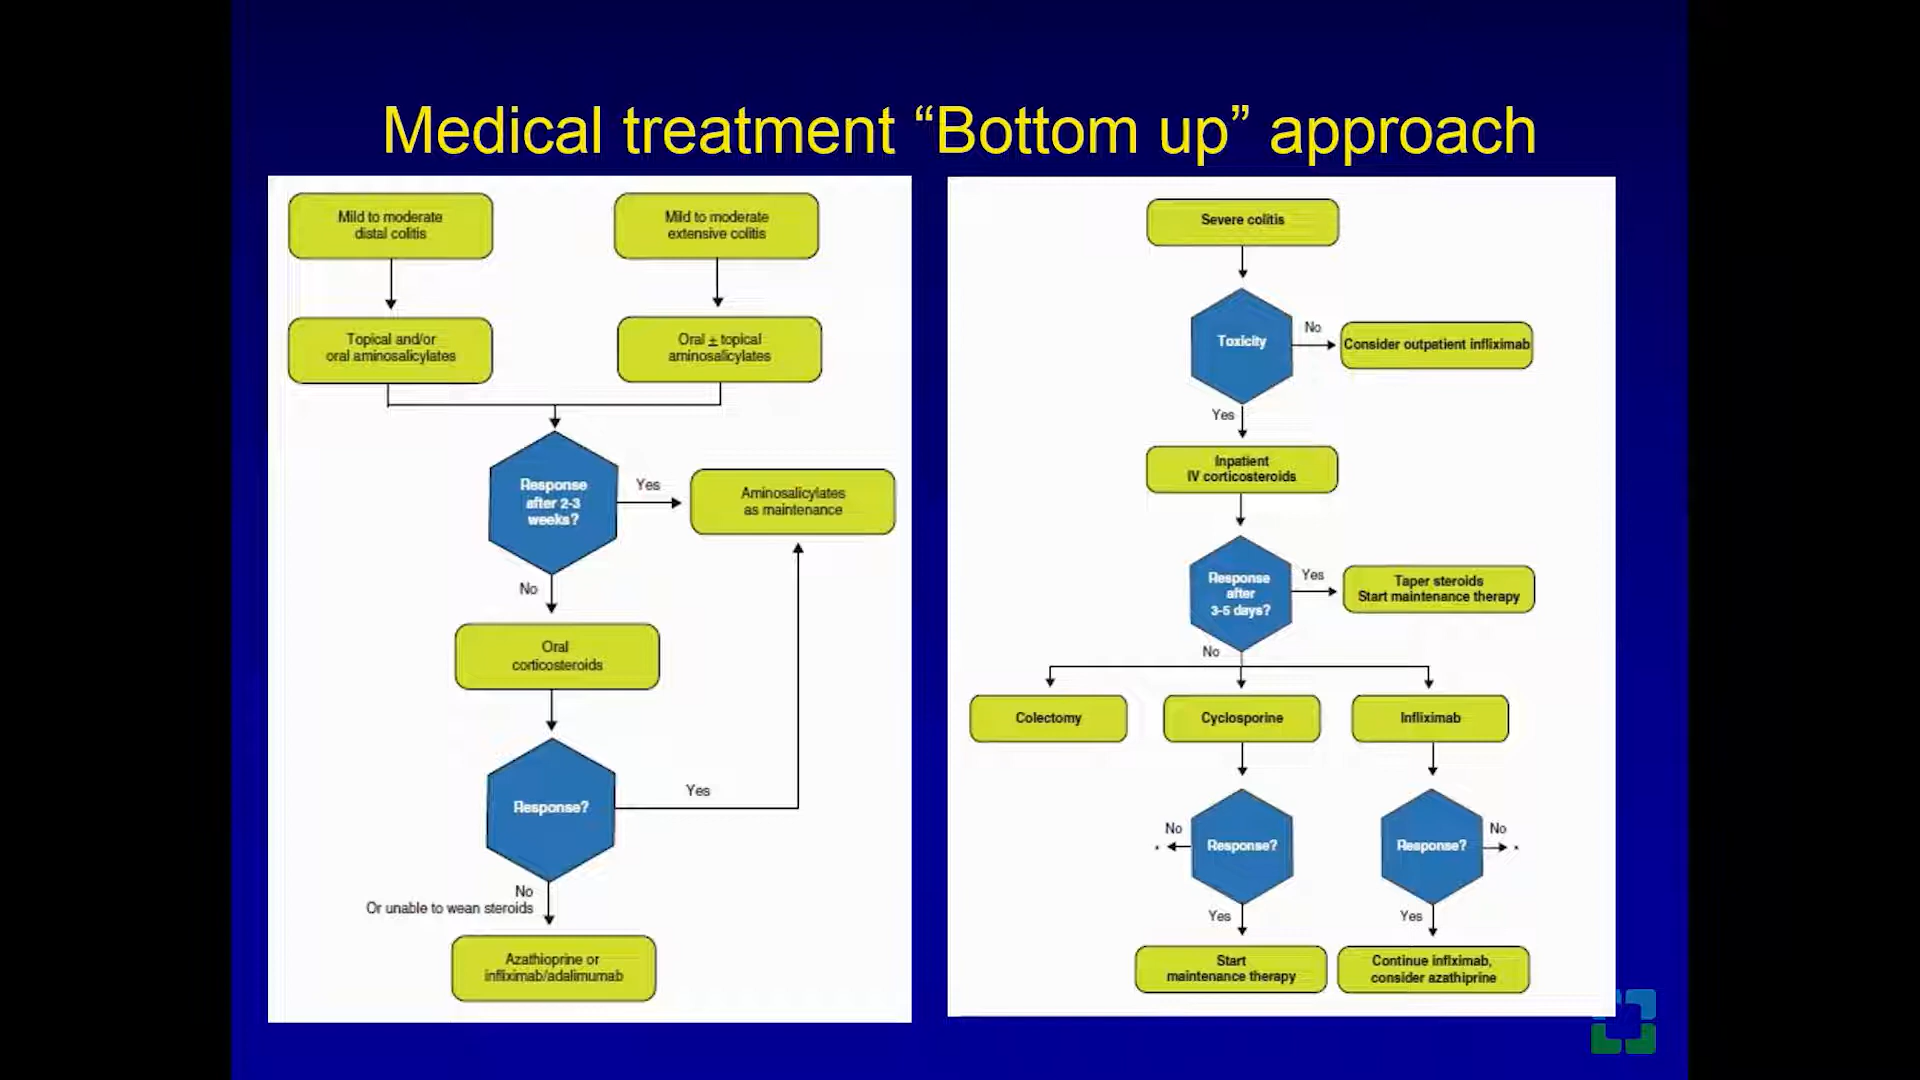 Medical treatment “Bottom up” approach
Mild to moderate
distal colitis
Mild to moderate
extensive colitis
Topical and/or
oral aminosalicylates
Oral ± topical
aminosalicylates
Response
after 2-3
weeks?
Yes
Aminosalicylates
as maintenance
No
Oral
corticosteroids
Response?
Yes
No
Or unable to wean steroids
Azathioprine or
infliximab/adalimumab
Severe colitis
Toxicity
No
Consider outpatient infliximab
Yes
Inpatient
IV corticosteroids
Response
after
3-5 days?
Yes
Taper steroids
Start maintenance therapy
No
Colectomy
Cyclosporine
Infliximab
No
*
Response?
Response?
No
*
Yes
Yes
Start
maintenance therapy
Continue inflximab,
consider azathiprine